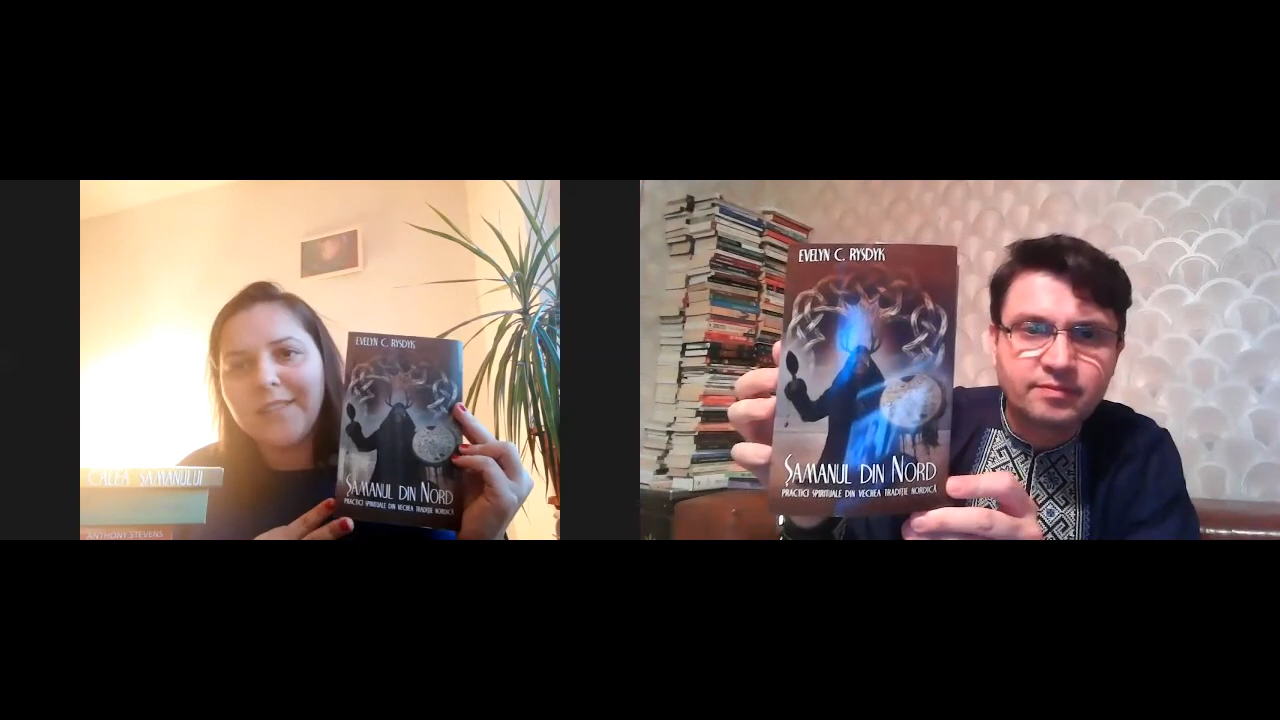 EVELYN C. RYSDYK
ȘAMANUL DIN NORD
PRACTICI SPIRITUALE DIN VECHEA TRADIȚIE NORDICĂ
CALEA ȘAMANULUI
ANTHONY STEVENS
EVELYN C. RYSDYK
ȘAMANUL DIN NORD
PRACTICI SPIRITUALE DIN VECHEA TRADIȚIE NORDICĂ